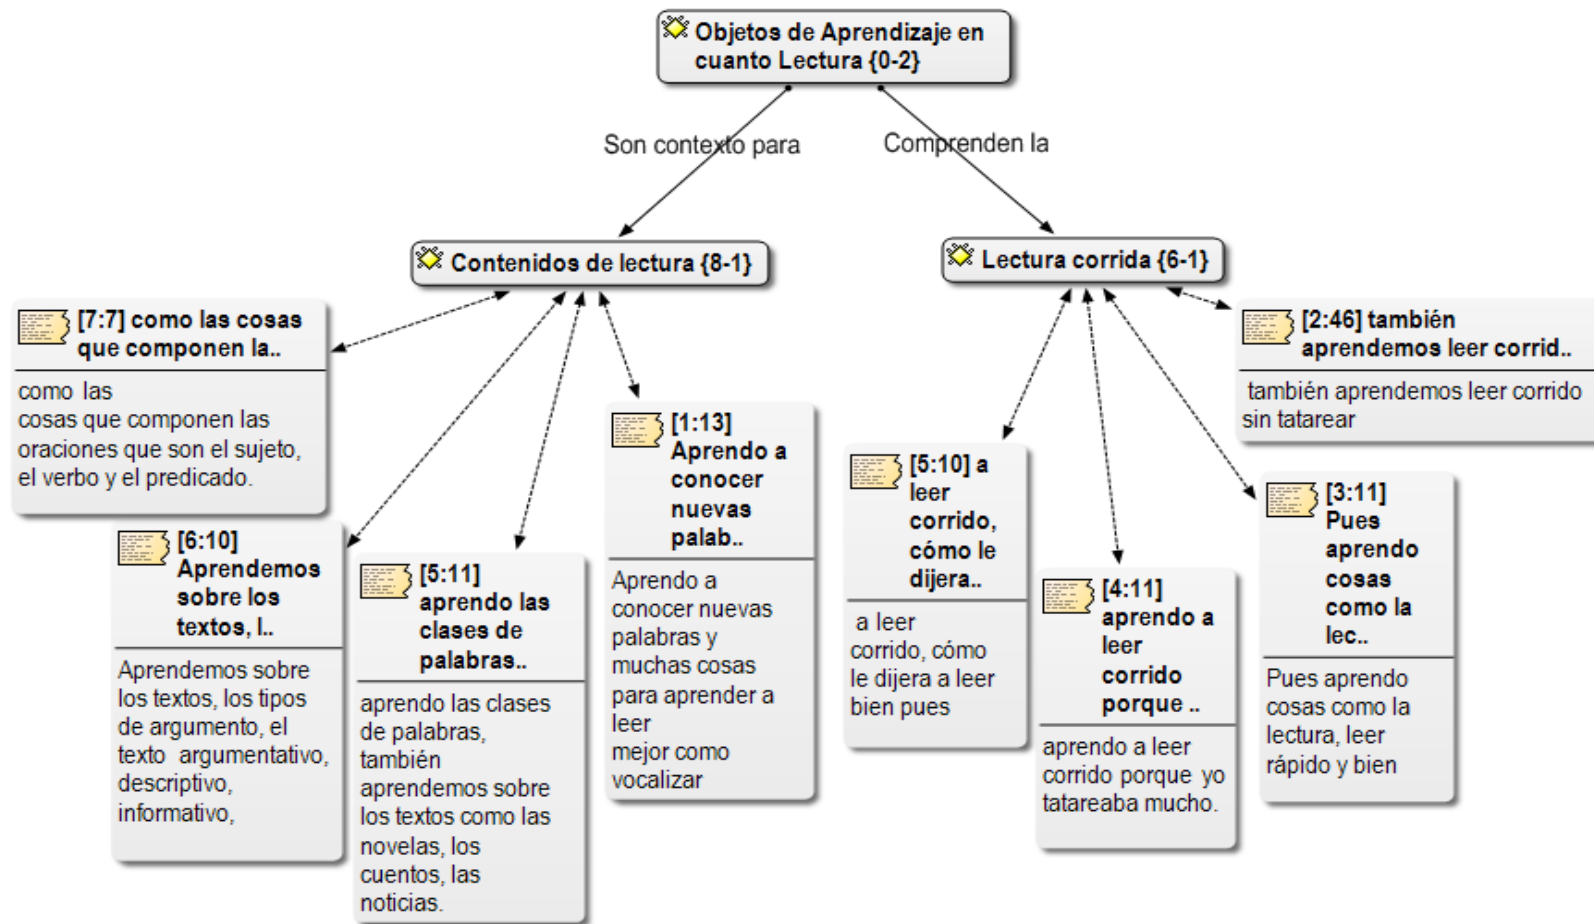 Objetos de Aprendizaje en
cuanto Lectura {0-2}
Son contexto para
Comprenden la
Contenidos de lectura {8-1}
Lectura corrida {6-1}
[7:7] como las cosas
que componen la..
como las
cosas que componen las
oraciones que son el sujeto,
el verbo y el predicado.
[6:10]
Aprendemos
sobre los
textos, l..
Aprendemos sobre
los textos, los tipos
de argumento, el
texto argumentativo,
descriptivo,
informativo,
[5:11]
aprendo las
clases de
palabras..
aprendo las clases
de palabras,
también
aprendemos sobre
los textos como las
novelas, los
cuentos, las
noticias.
[1:13]
Aprendo a
conocer
nuevas
palab..
Aprendo a
conocer nuevas
palabras y
muchas cosas
para aprender a
leer
mejor como
vocalizar
[5:10] a
leer
corrido,
cómo le
dijera..
a leer
corrido, cómo
le dijera a leer
bien pues
[4:11]
aprendo a
leer
corrido
porque ..
aprendo a leer
corrido porque yo
tatareaba mucho.
[3:11]
Pues
aprendo
cosas
como la
lec..
Pues aprendo
cosas como la
lectura, leer
rápido y bien
[2:46] también
aprendemos leer corrid..
también aprendemos leer corrido
sin tatarear